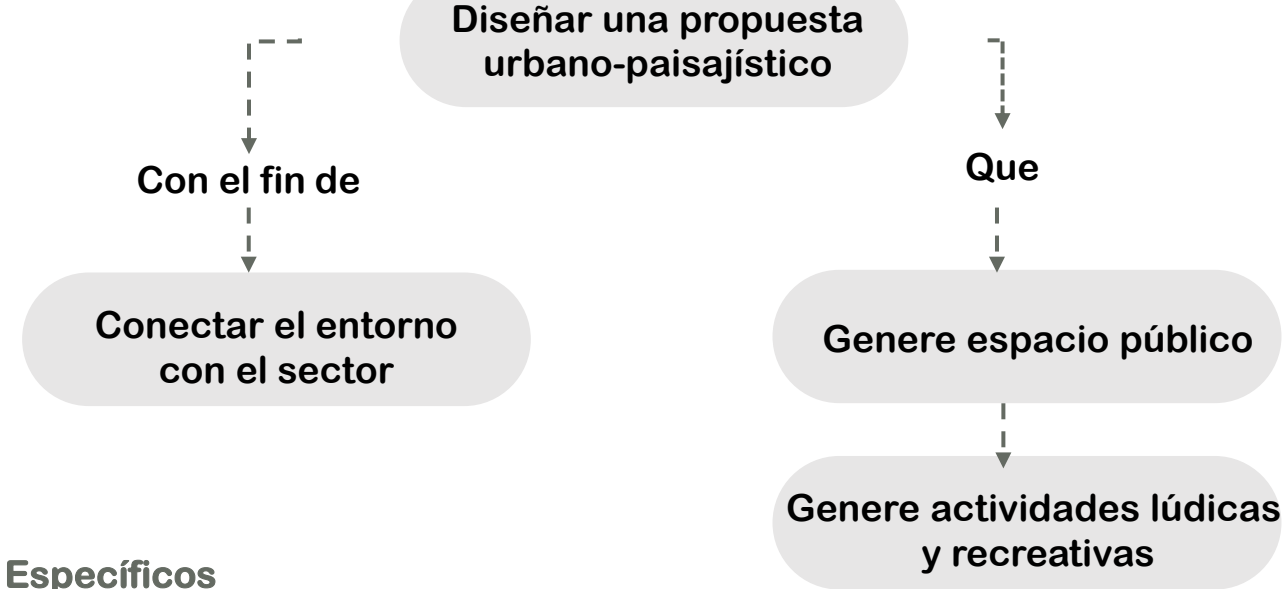 Diseñar una propuesta
urbano-paisajístico
Con el fin de
Conectar el entorno
con el sector
Que
Genere espacio público
Genere actividades lúdicas
y recreativas
Específicos